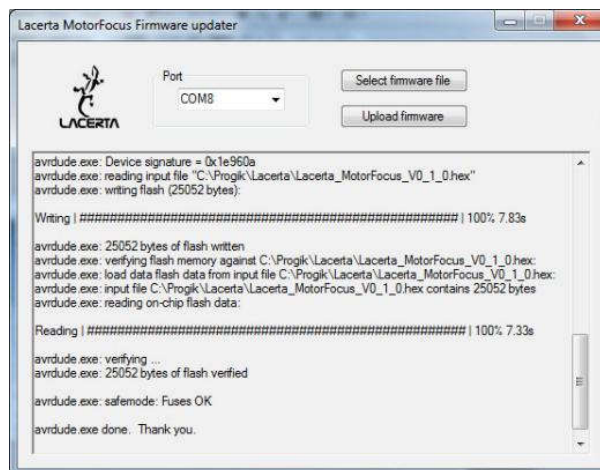 Lacerta MotorFocus Firmware updater
LACERTA
Port
COM8
Select firmware file
Upload firmware
avrdude.exe: Device signature = 0x1e960a
avrdude.exe: reading input file "C:\Progik\Lacerta\Lacerta_MotorFocus_V0_1_0.hex"
avrdude.exe: writing flash (25052 bytes):
Writing | ################################################## | 100% 7.83s
avrdude.exe: 25052 bytes of flash written
avrdude.exe: verifying flash memory against C:\Progik\Lacerta\Lacerta_MotorFocus_V0_1_0.hex:
avrdude.exe: load data flash data from input file C:\Progik\Lacerta\Lacerta_MotorFocus_V0_1_0.hex:
avrdude.exe: input file C:\Progik\Lacerta\Lacerta_MotorFocus_V0_1_0.hex contains 25052 bytes
avrdude.exe: reading on-chip flash data:
Reading | ################################################## | 100% 7.33s
avrdude.exe: verifying ...
avrdude.exe: 25052 bytes of flash verified
avrdude.exe: safemode: Fuses OK
avrdude.exe done.  Thank you.